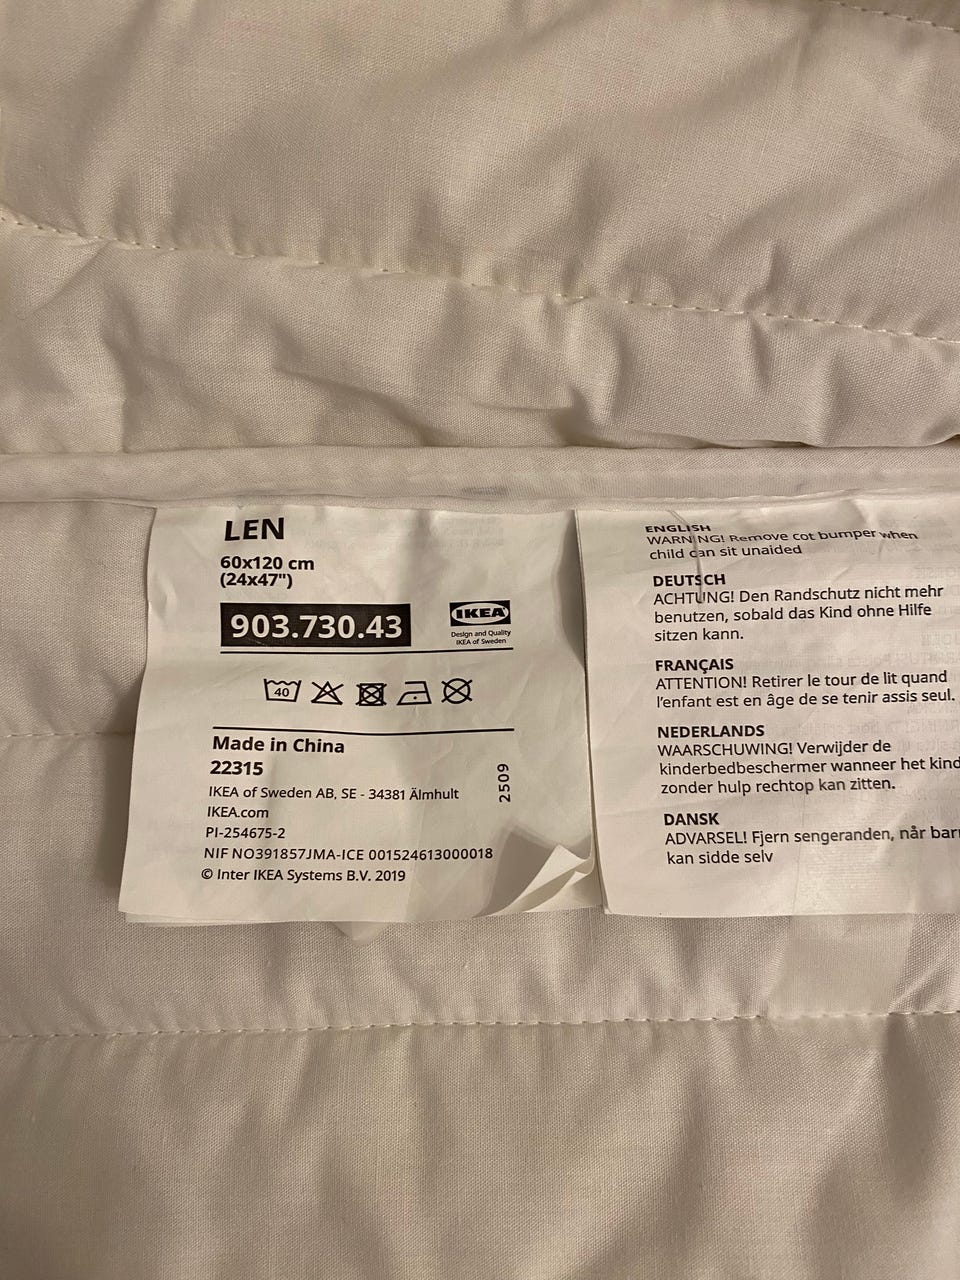 LEN
60x120 cm
(24x47")
903.730.43
IKEA
Design and Quality
IKEA of Sweden
40
Made in China
22315
2509
IKEA of Sweden AB, SE - 34381 Älmhult
IKEA.com
PI-254675-2
NIF NO391857JMA-ICE 001524613000018
© Inter IKEA Systems B.V. 2019
ENGLISH
WARNING! Remove cot bumper when
child can sit unaided
DEUTSCH
ACHTUNG! Den Randschutz nicht mehr
benutzen, sobald das Kind ohne Hilfe
sitzen kann.
FRANÇAIS
ATTENTION! Retirer le tour de lit quand
l'enfant est en âge de se tenir assis seul.
NEDERLANDS
WAARSCHUWING! Verwijder de
kinderbedbeschermer wanneer het kind
zonder hulp rechtop kan zitten.
DANSK
ADVARSEL! Fjern sengeranden, når
kan sidde selv